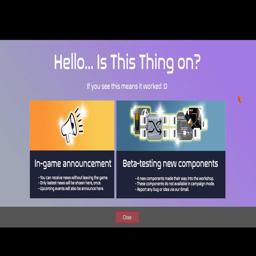 Hello... Is This Thing on?
If you see this means it worked :D
In-game announcement
- You can receive news without leaving the game.
- Only lastest news will be shown here, once.
- Upcoming events will also be announce here.
Beta-testing new components
- 4 new components made their way into the workshop.
- These components do not available in campaign mode.
- Report any bug or idea via our Gmail.
Close